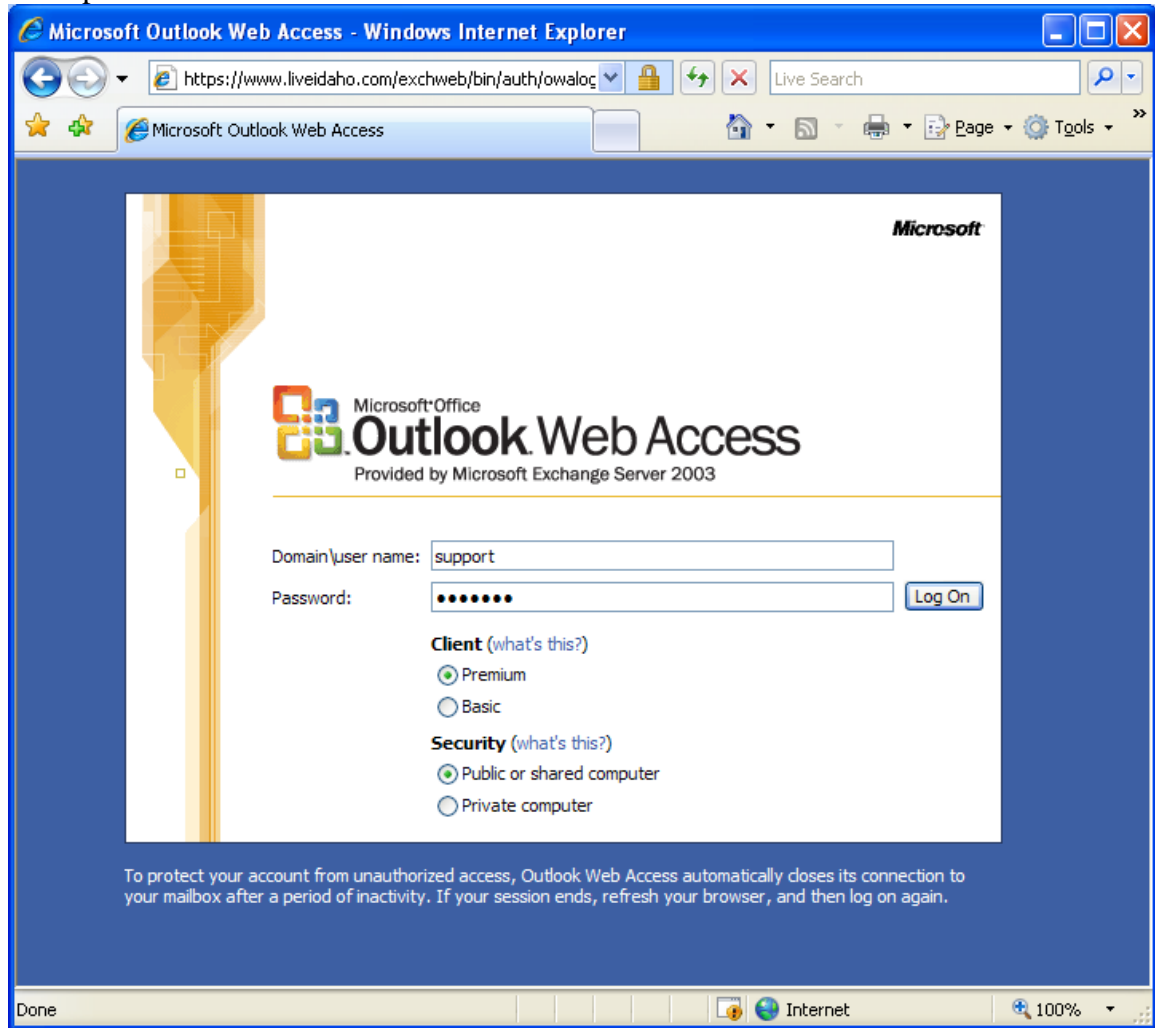 Microsoft Outlook Web Access - Windows Internet Explorer
https://www.liveidaho.com/exchweb/bin/auth/owalog
Live Search
Microsoft Outlook Web Access
Page
Tools
Microsoft
Microsoft Office
Outlook Web Access
Provided by Microsoft Exchange Server 2003
Domain\user name: support
Password: •••••••
Log On
Client (what's this?)
Premium
Basic
Security (what's this?)
Public or shared computer
Private computer
To protect your account from unauthorized access, Outlook Web Access automatically closes its connection to
your mailbox after a period of inactivity. If your session ends, refresh your browser, and then log on again.
Done
Internet
100%